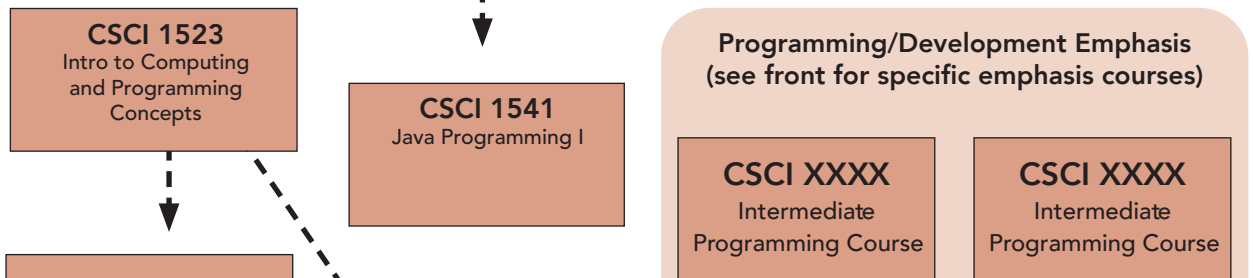 CSCI 1523
Intro to Computing
and Programming
Concepts
CSCI 1541
Java Programming I
Programming/Development Emphasis
(see front for specific emphasis courses)
CSCI XXXX
Intermediate
Programming Course
CSCI XXXX
Intermediate
Programming Course